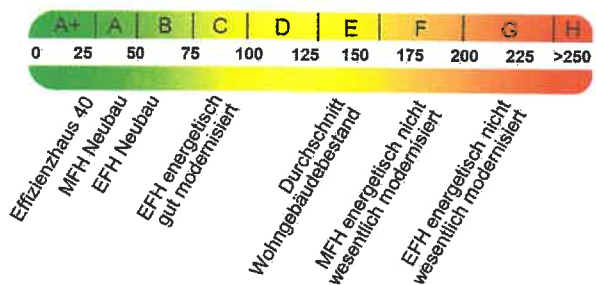 A+ A B C D E F G H
0 25 50 75 100 125 150 175 200 225 >250
Effizienzhaus 40
MFH Neubau
EFH Neubau
EFH energetisch
gut modernisiert
Durchschnitt
Wohngebäudebestand
MFH energetisch nicht
wesentlich modernisiert
EFH energetisch nicht
wesentlich modernisiert